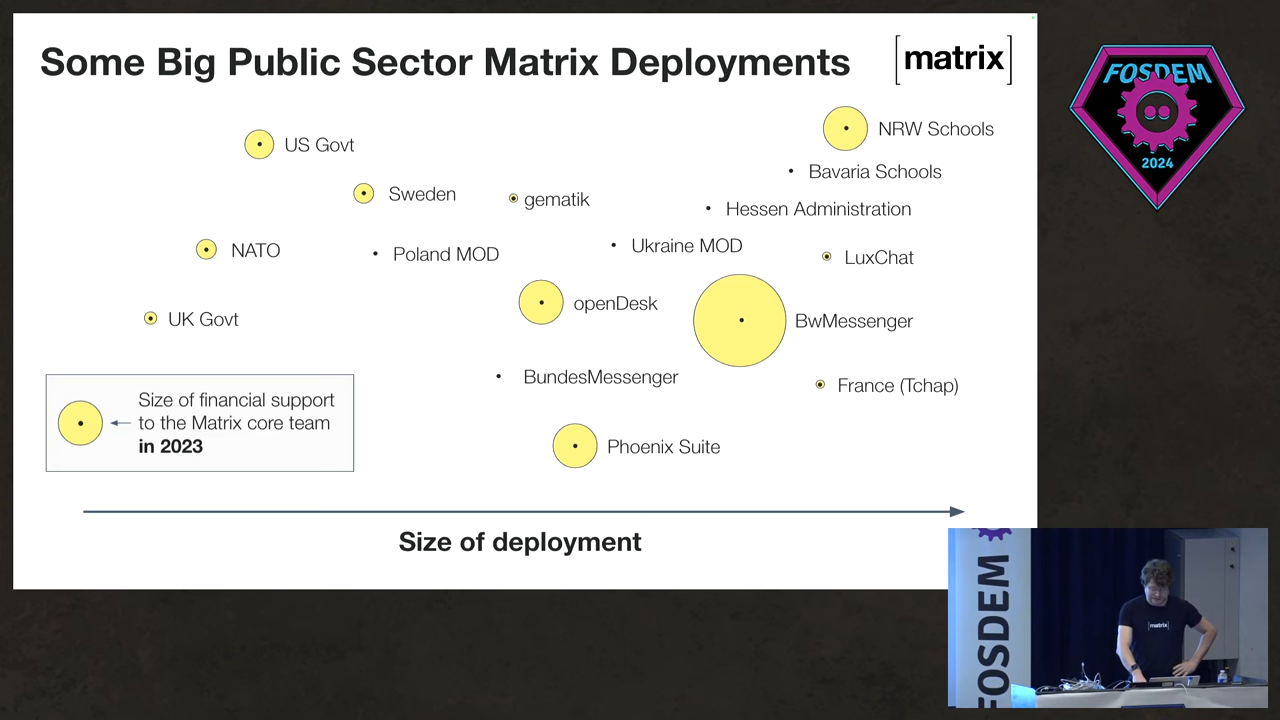 Some Big Public Sector Matrix Deployments
[matrix]
FOSDEM
2024
US Govt
NRW Schools
Bavaria Schools
Sweden
gematik
Hessen Administration
NATO
Poland MOD
Ukraine MOD
LuxChat
UK Govt
openDesk
BwMessenger
BundesMessenger
France (Tchap)
Phoenix Suite
Size of financial support
to the Matrix core team
in 2023
Size of deployment
FOSDEM
[matrix]